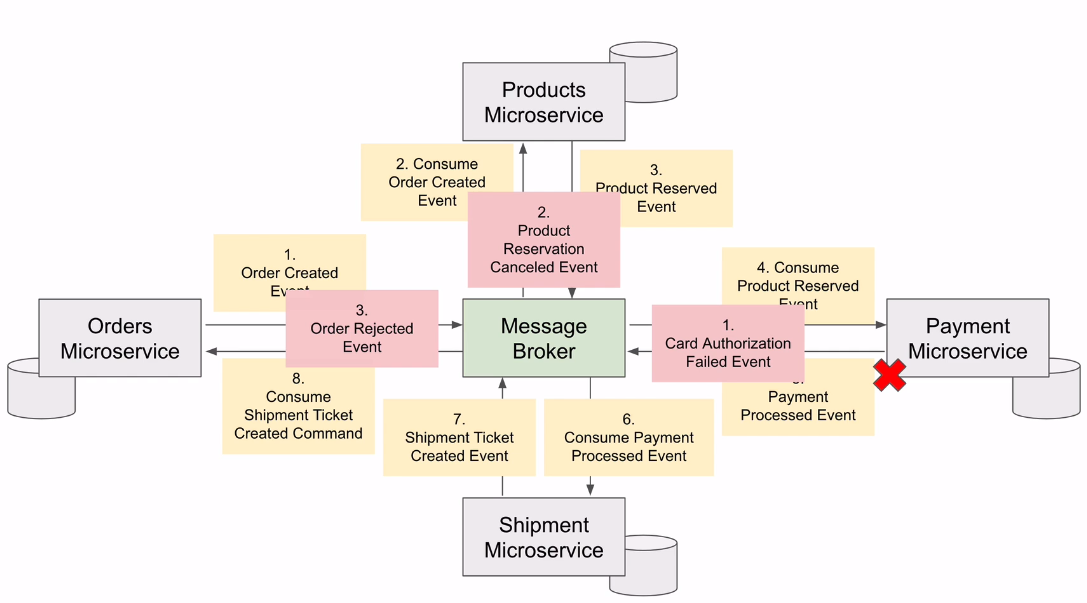 Products
Microservice
2. Consume
Order Created
Event
3.
Product Reserved
Event
2.
Product
Reservation
Canceled Event
1.
Order Created
Event
4. Consume
Product Reserved
Event
3.
Order Rejected
Event
1.
Card Authorization
Failed Event
Orders
Microservice
Message
Broker
Payment
Microservice
8.
Consume
Shipment Ticket
Created Command
Payment
Processed Event
7.
Shipment Ticket
Created Event
6.
Consume Payment
Processed Event
Shipment
Microservice